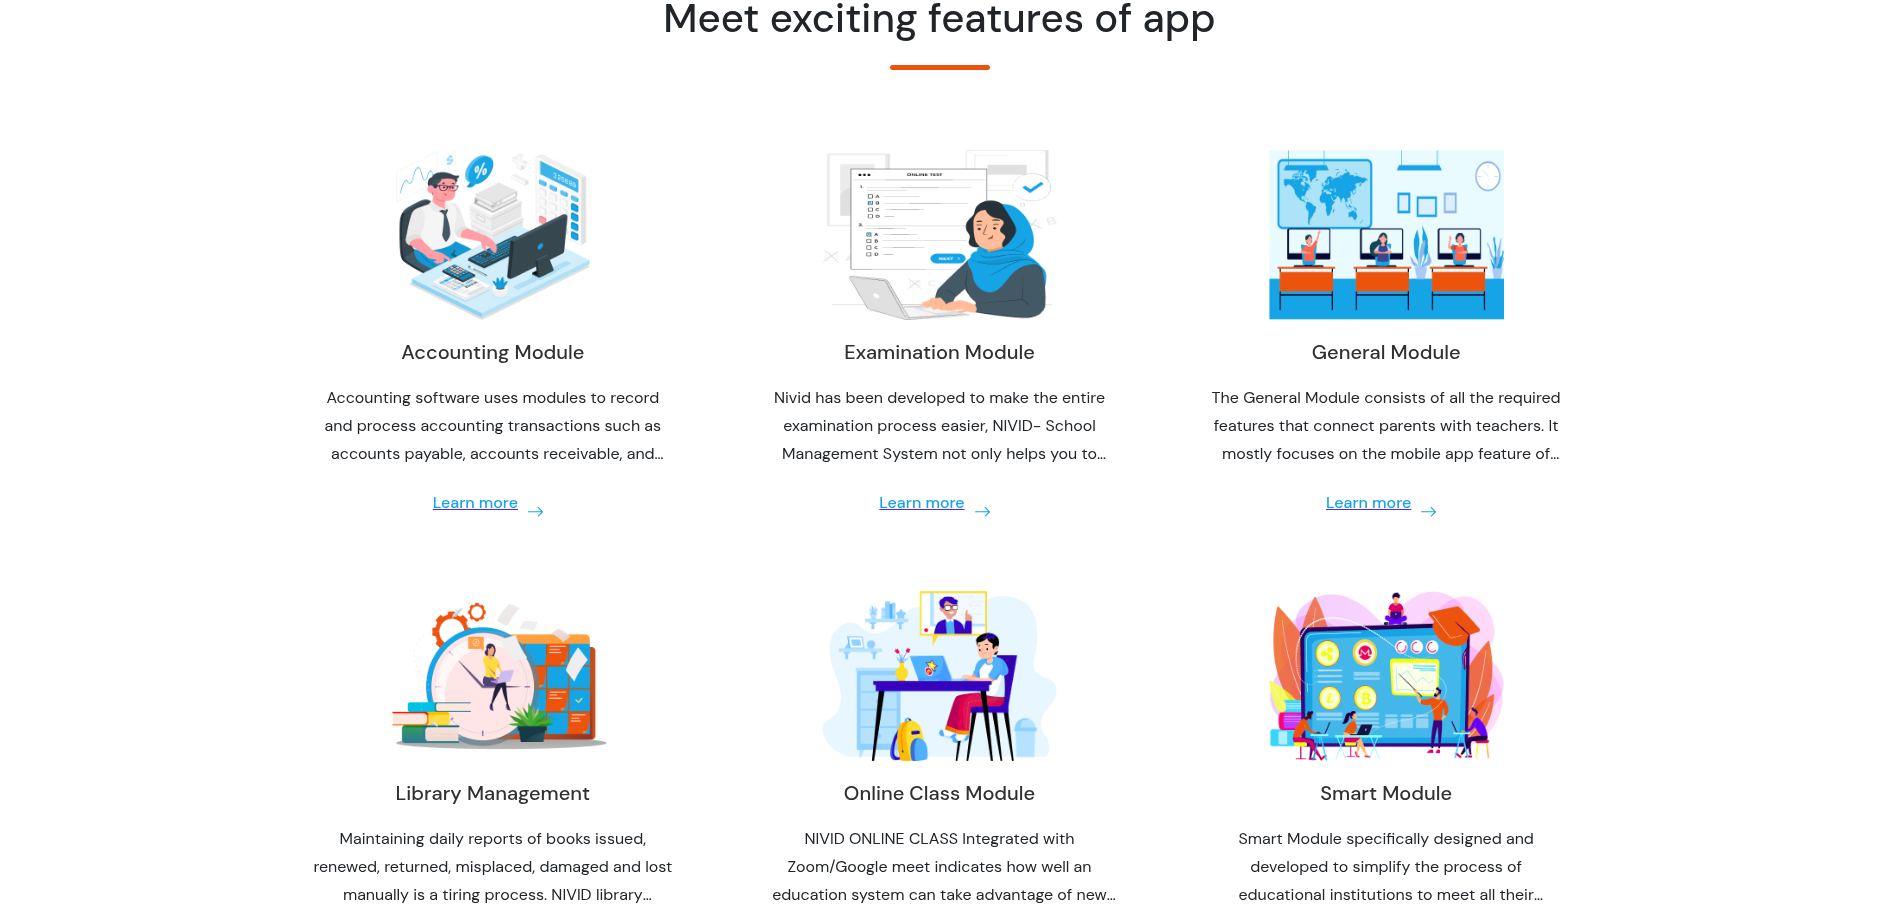 Meet exciting features of app
ONLINE TEST
1.
A
B
C
D
2.
A
B
C
D
NEXT
Accounting Module
Examination Module
General Module
Accounting software uses modules to record
and process accounting transactions such as
accounts payable, accounts receivable, and...
Nivid has been developed to make the entire
examination process easier, NIVID- School
Management System not only helps you to...
The General Module consists of all the required
features that connect parents with teachers. It
mostly focuses on the mobile app feature of...
Learn more
Learn more
Learn more
Library Management
Online Class Module
Smart Module
Maintaining daily reports of books issued,
renewed, returned, misplaced, damaged and lost
manually is a tiring process. NIVID library...
NIVID ONLINE CLASS Integrated with
Zoom/Google meet indicates how well an
education system can take advantage of new...
Smart Module specifically designed and
developed to simplify the process of
educational institutions to meet all their...